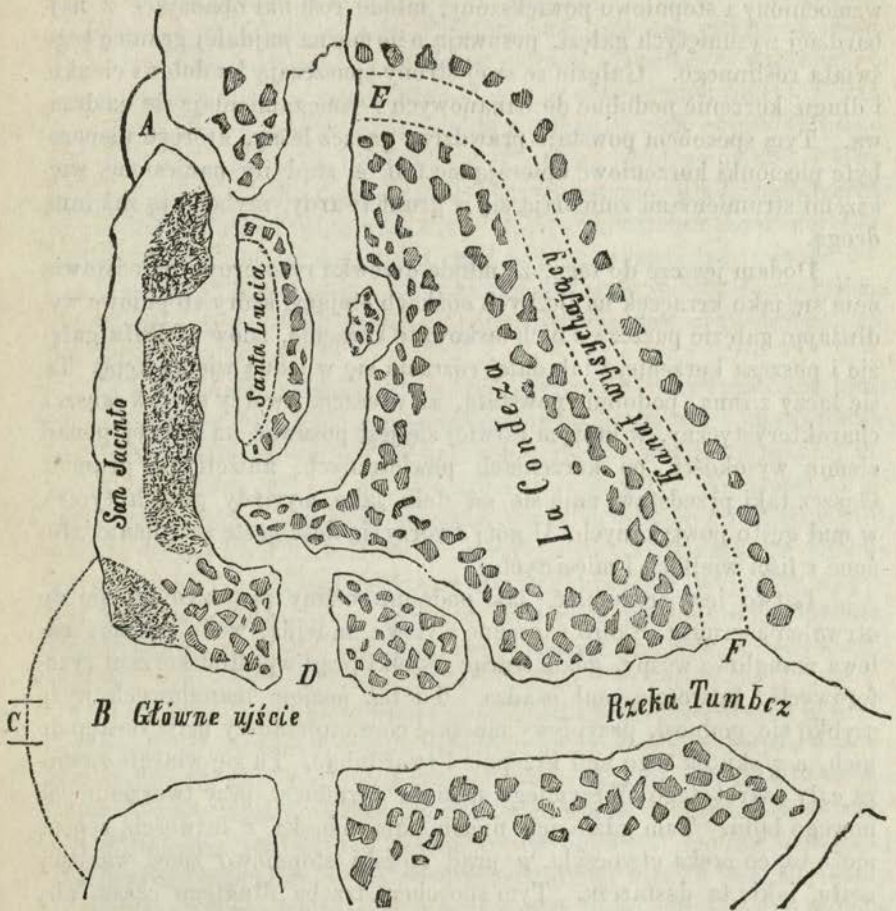 A
E
Santa Lucia
San Jacinto
La Condeza
Kanał wysychający
F
D
C
B Główne ujście
Rzeka Tumbez